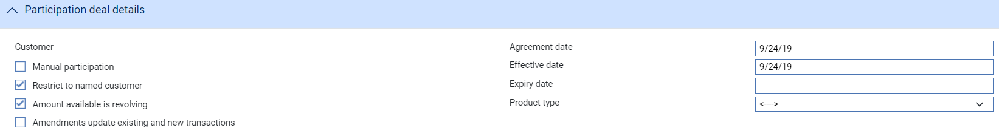 Participation deal details
Customer
Manual participation
Restrict to named customer
Amount available is revolving
Amendments update existing and new transactions
Agreement date 9/24/19
Effective date 9/24/19
Expiry date
Product type <---->